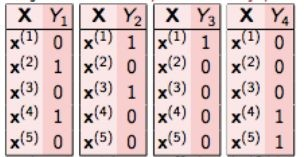 X Y₁ X Y₂ X Y₃ X Y₄
x⁽¹⁾ 0 x⁽¹⁾ 1 x⁽¹⁾ 1 x⁽¹⁾ 0
x⁽²⁾ 1 x⁽²⁾ 0 x⁽²⁾ 0 x⁽²⁾ 0
x⁽³⁾ 0 x⁽³⁾ 1 x⁽³⁾ 0 x⁽³⁾ 0
x⁽⁴⁾ 1 x⁽⁴⁾ 0 x⁽⁴⁾ 0 x⁽⁴⁾ 1
x⁽⁵⁾ 0 x⁽⁵⁾ 0 x⁽⁵⁾ 0 x⁽⁵⁾ 1